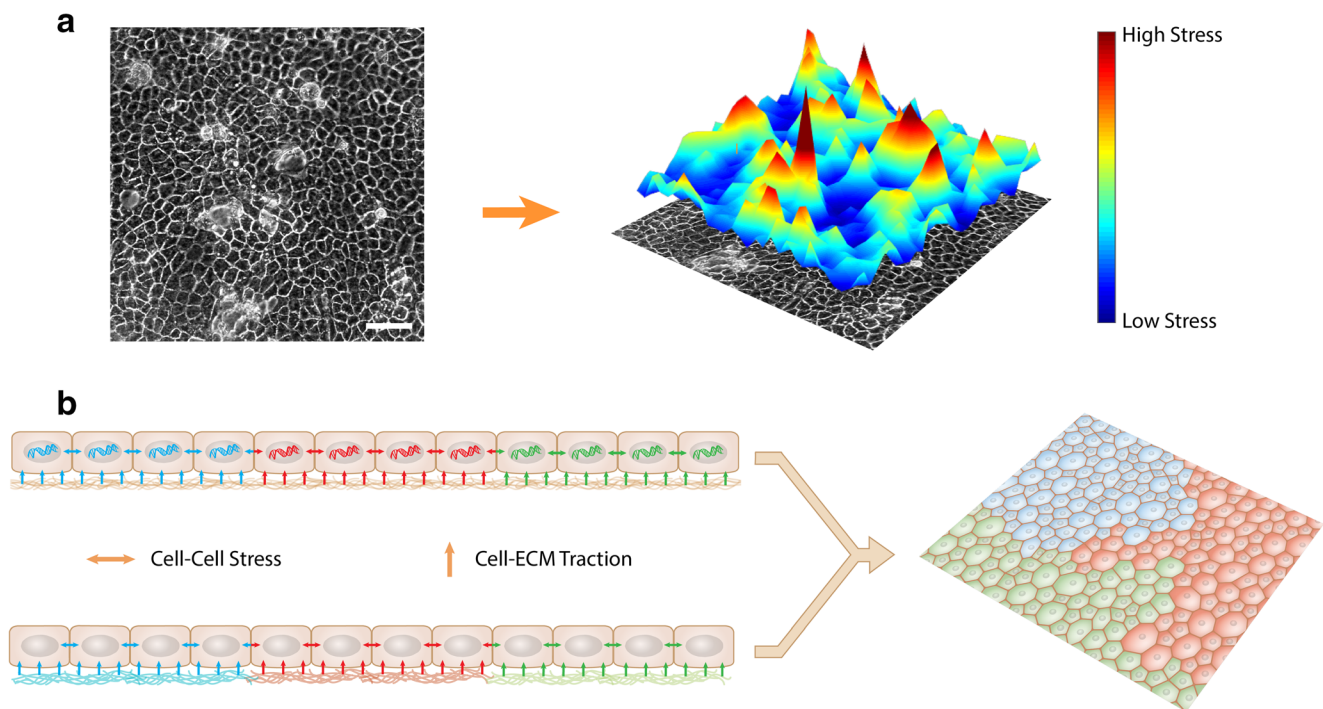 a
High Stress
Low Stress
b
Cell-Cell Stress
Cell-ECM Traction